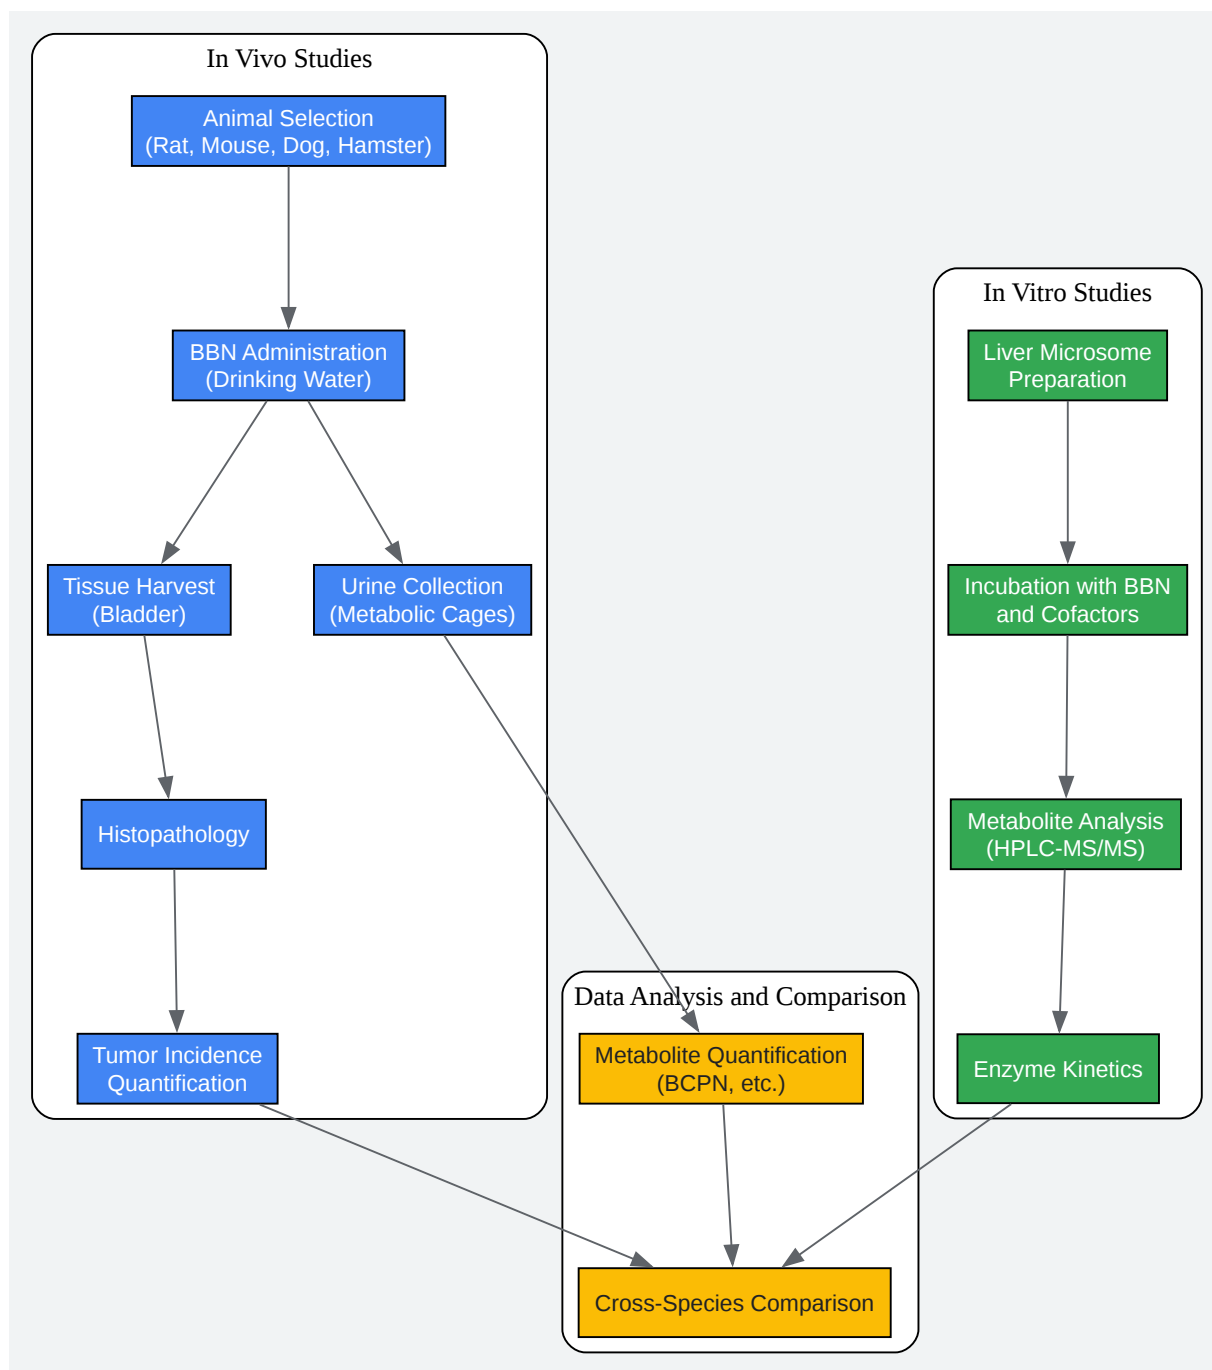 In Vivo Studies
Animal Selection
(Rat, Mouse, Dog, Hamster)
BBN Administration
(Drinking Water)
Tissue Harvest
(Bladder)
Urine Collection
(Metabolic Cages)
Histopathology
Tumor Incidence
Quantification
In Vitro Studies
Liver Microsome
Preparation
Incubation with BBN
and Cofactors
Metabolite Analysis
(HPLC-MS/MS)
Enzyme Kinetics
Data Analysis and Comparison
Metabolite Quantification
(BCPN, etc.)
Cross-Species Comparison